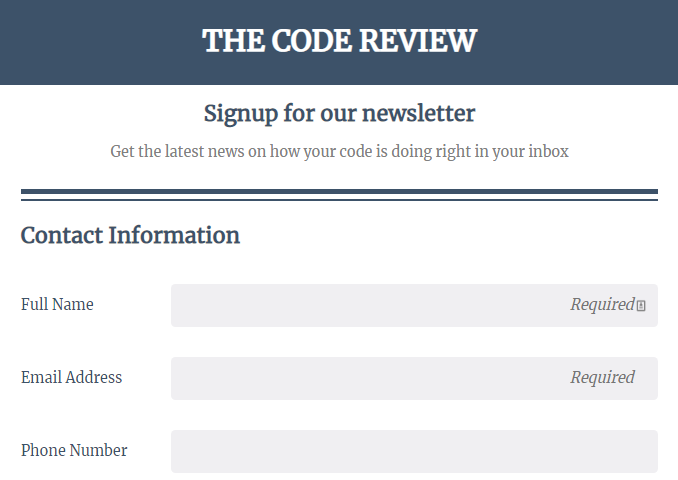 THE CODE REVIEW
Signup for our newsletter
Get the latest news on how your code is doing right in your inbox
Contact Information
Full Name Required
Email Address Required
Phone Number